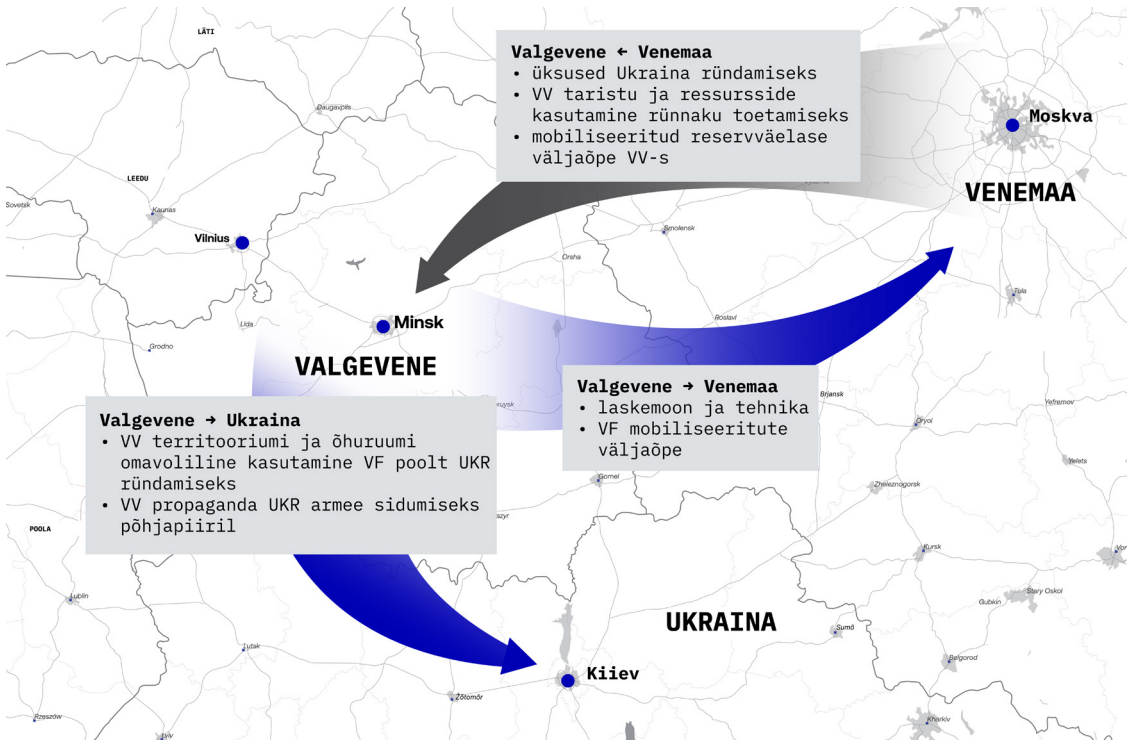 LÄTI
Daugavpils
Valgevene ← Venemaa
• üksused Ukraina ründamiseks
• VV taristu ja ressursside
kasutamine rünnaku toetamiseks
• mobiliseeritud reservväelase
väljaõpe VV-s
Moskva
VENEMAA
LEEDU
Kaunas
Sovetsk
Vilnius
Smolensk
Orsha
Tula
Minsk
Lida
Roslavl
Grodno
VALGEVENE
Valgevene → Venemaa
• laskemoon ja tehnika
• VF mobiliseeritute
väljaõpe
Brjansk
Yefremov
Oryol
Yelets
Valgevene → Ukraina
• VV territooriumi ja õhuruumi
omavoliline kasutamine VF poolt UKR
ründamiseks
• VV propaganda UKR armee sidumiseks
põhjapiiril
Gomel
Zheleznogorsk
POOLA
Kursk
Lublin
Stary Oskol
Gubkin
UKRAINA
Sumõ
Lutsk
Belgorod
Kiiev
Žõtomõr
Rzeszów
Lviv
Kharkiv